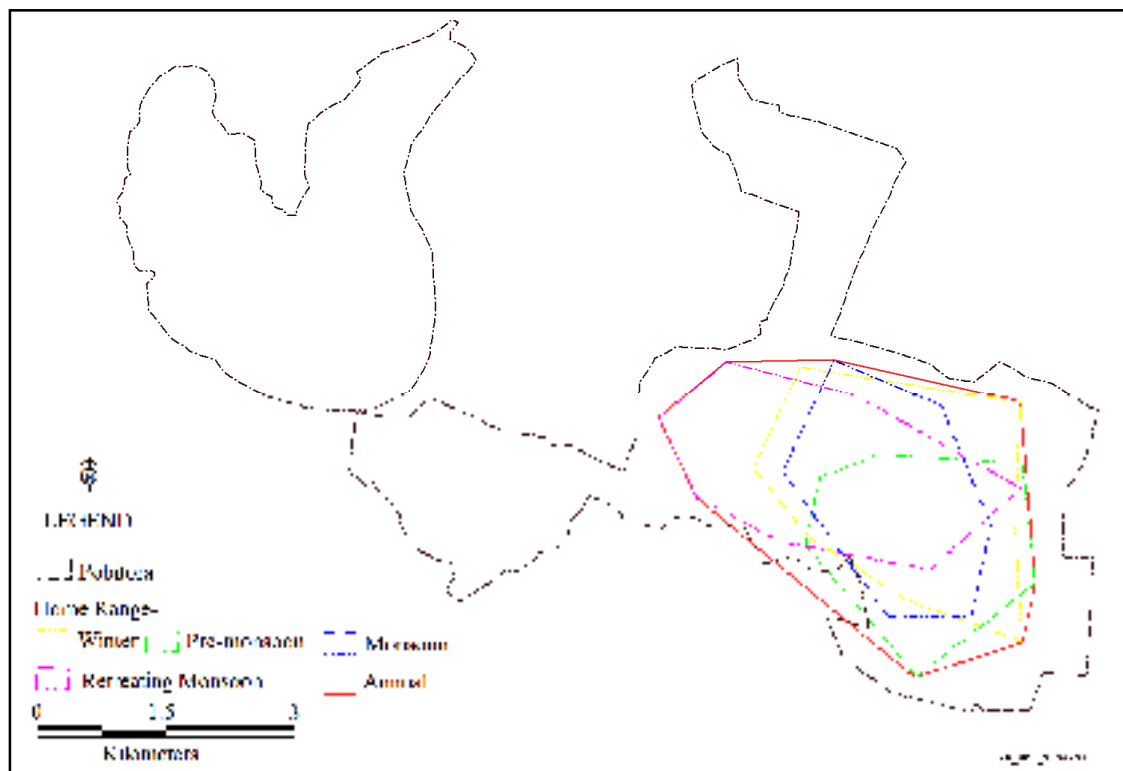 LEGEND
Pobitora
Home Range-
Winter Pre-monsoon Monsoon
Retreating Monsoon Annual
0 1.5 3
Kilometers